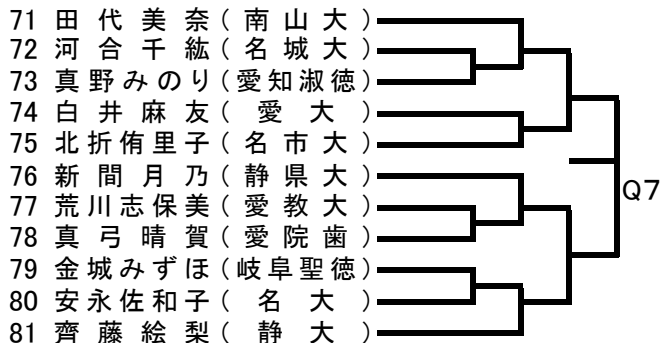 71 田代美奈(南山大)
72 河合千紘(名城大)
73 真野みのり(愛知淑徳)
74 白井麻友(愛大)
75 北折侑里子(名市大)
76 新間月乃(静県大)
77 荒川志保美(愛教大)
78 真弓晴賀(愛院歯)
79 金城みずほ(岐阜聖徳)
80 安永佐和子(名大)
81 齊藤絵梨(静大)
Q7